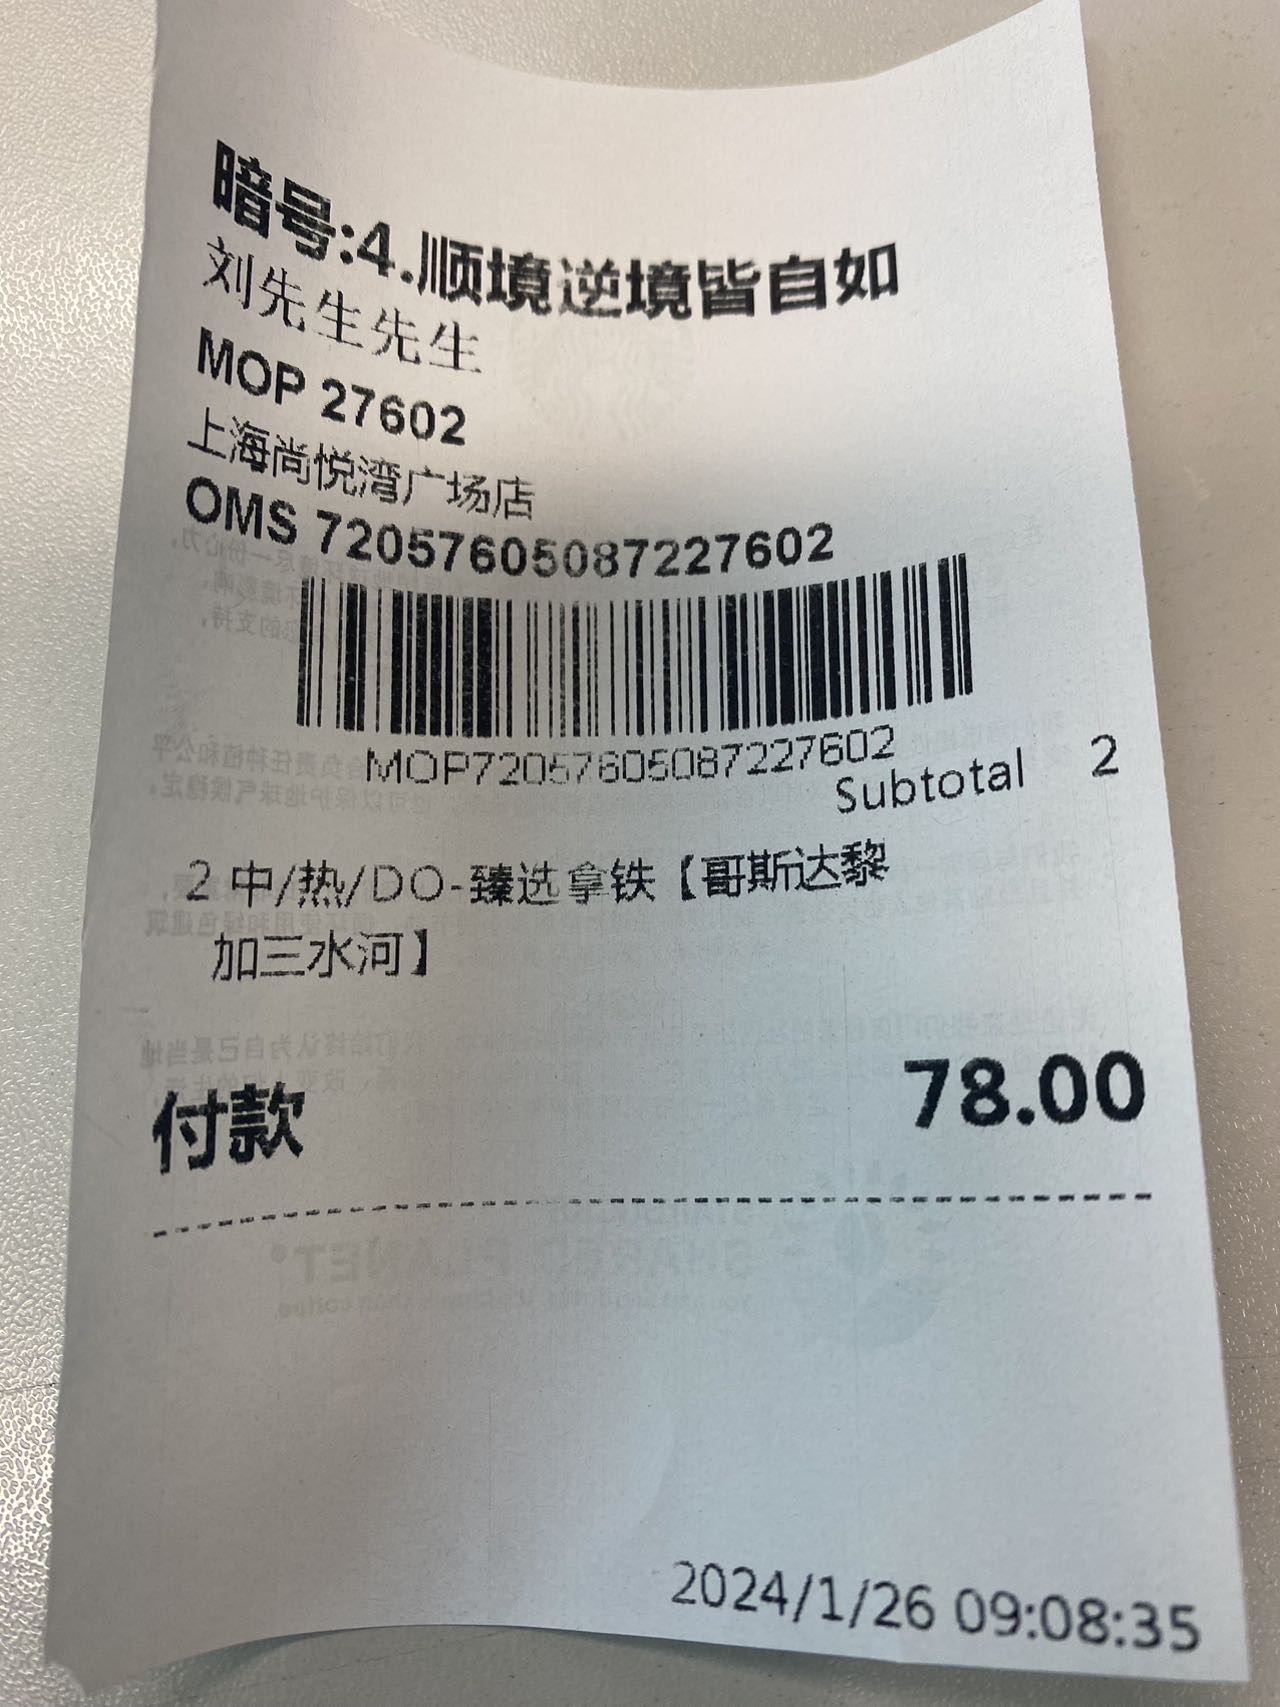 暗号:4.顺境逆境皆自如
刘先生先生
MOP 27602
上海尚悦湾广场店
OMS 72057605087227602
MOP72057605087227602
Subtotal 2
2 中/热/DO-臻选拿铁【哥斯达黎
加三水河】
付款 78.00
2024/1/26 09:08:35